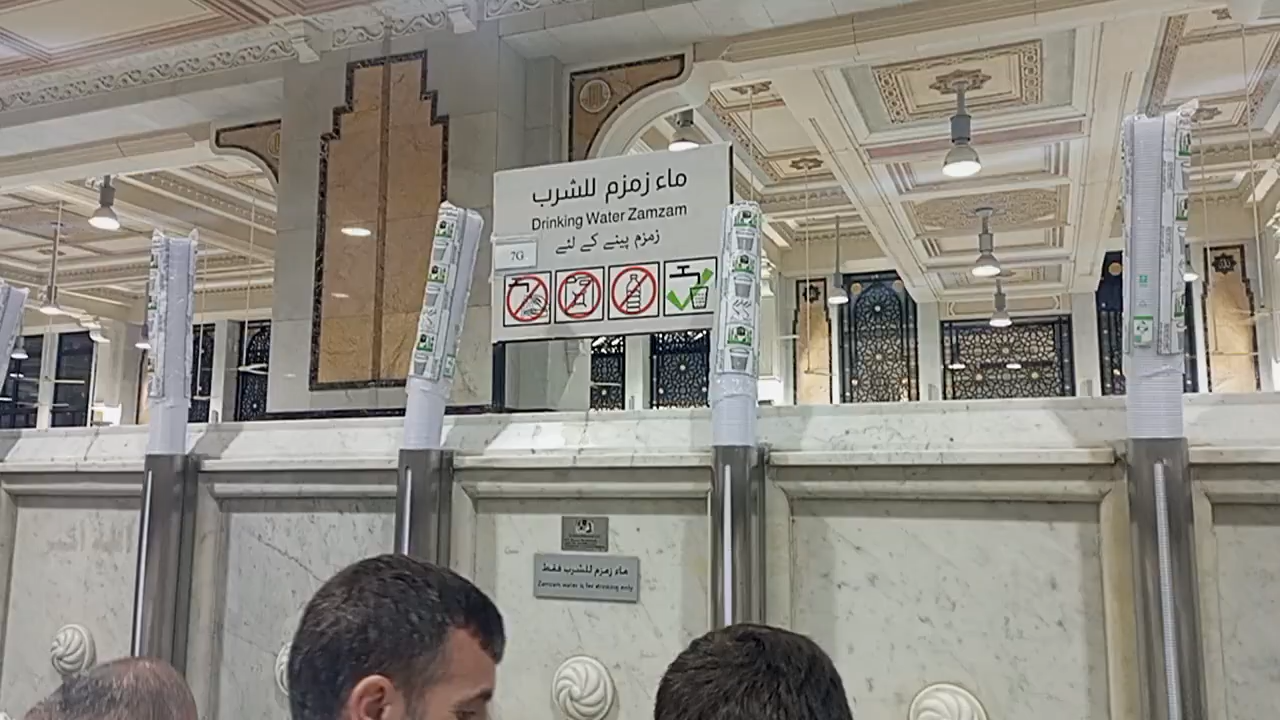 ماء زمزم للشرب
Drinking Water Zamzam
زمزم پینے کے لئے
7G
ماء زمزم للشرب فقط
Zamzam water is for drinking only